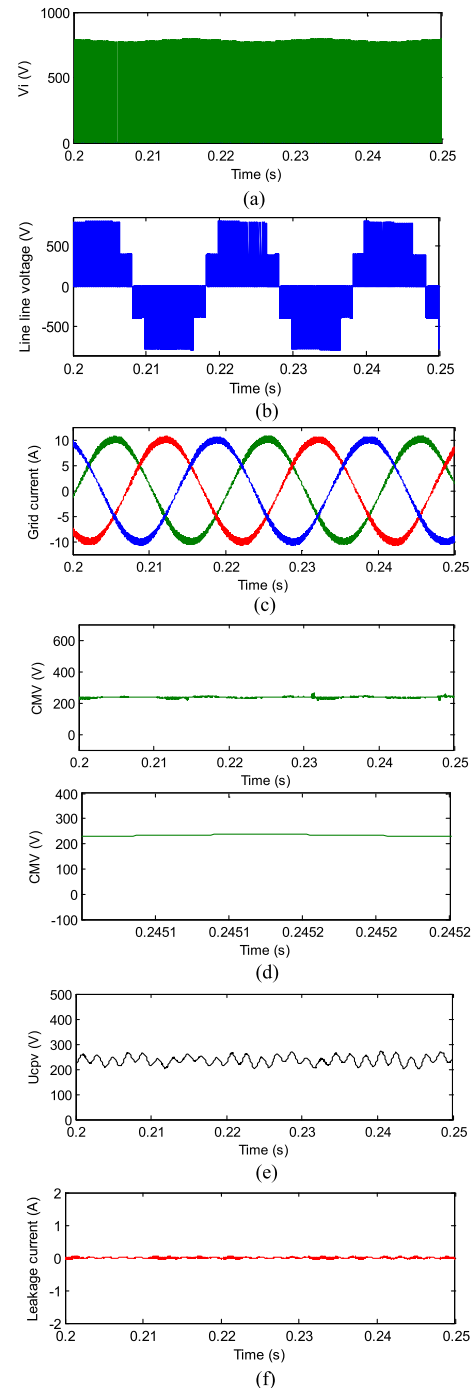 1000
500
0
Vi
0.2 0.21 0.22 0.23 0.24 0.25
Time (s)
(a)
500
0
-500
Line line voltage (V)
0.2 0.21 0.22 0.23 0.24 0.25
Time (s)
(b)
10
5
0
-5
-10
Grid current (A)
0.2 0.21 0.22 0.23 0.24 0.25
Time (s)
(c)
600
400
200
0
CMV (V)
0.2 0.21 0.22 0.23 0.24 0.25
Time (s)
400
300
200
0
-100
CMV (V)
0.2451 0.2451 0.2452 0.2452 0.2452
Time (s)
(d)
500
400
300
200
100
0
Ucpv (V)
0.2 0.21 0.22 0.23 0.24 0.25
Time (s)
(e)
2
1
0
-1
-2
Leakage current (A)
0.2 0.21 0.22 0.23 0.24 0.25
Time (s)
(f)